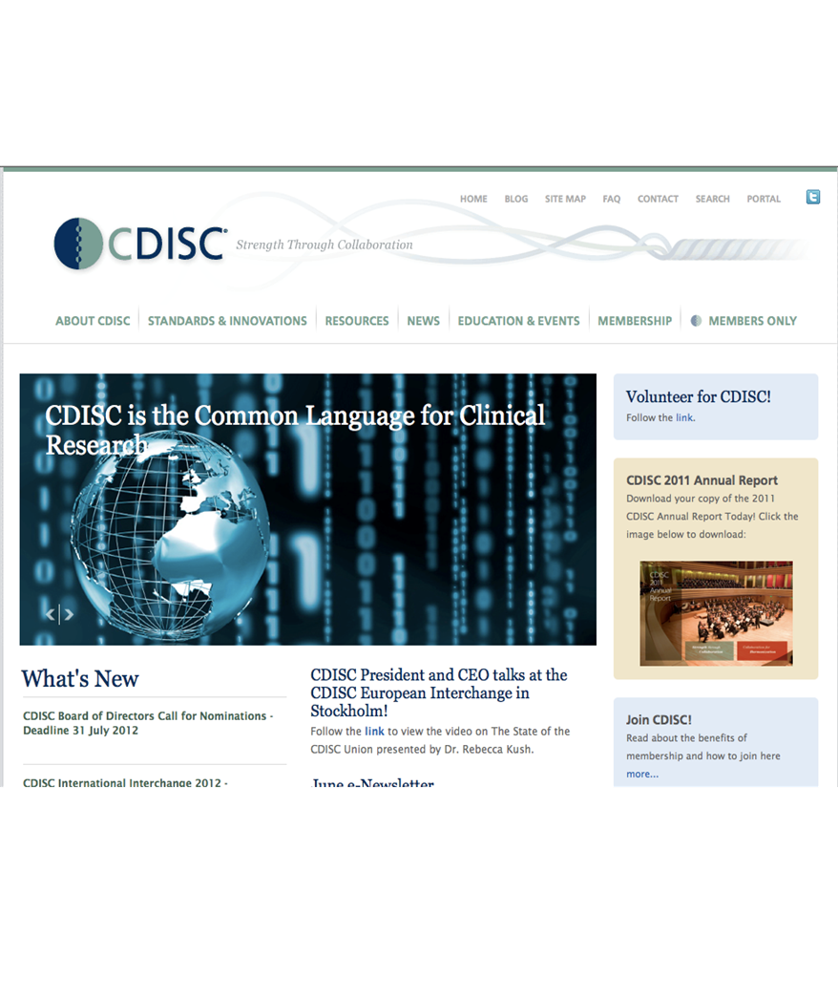 HOME BLOG SITE MAP FAQ CONTACT SEARCH PORTAL
CDISC®
Strength Through Collaboration
ABOUT CDISC STANDARDS & INNOVATIONS RESOURCES NEWS EDUCATION & EVENTS MEMBERSHIP MEMBERS ONLY
CDISC is the Common Language for Clinical
Research
What's New
CDISC Board of Directors Call for Nominations -
Deadline 31 July 2012
CDISC International Interchange 2012 -
CDISC President and CEO talks at the
CDISC European Interchange in
Stockholm!
Follow the link to view the video on The State of the
CDISC Union presented by Dr. Rebecca Kush.
June e-Newsletter
Volunteer for CDISC!
Follow the link.
CDISC 2011 Annual Report
Download your copy of the 2011
CDISC Annual Report Today! Click the
image below to download:
CDISC
2011
Annual
Report
Join CDISC!
Read about the benefits of
membership and how to join here
more...